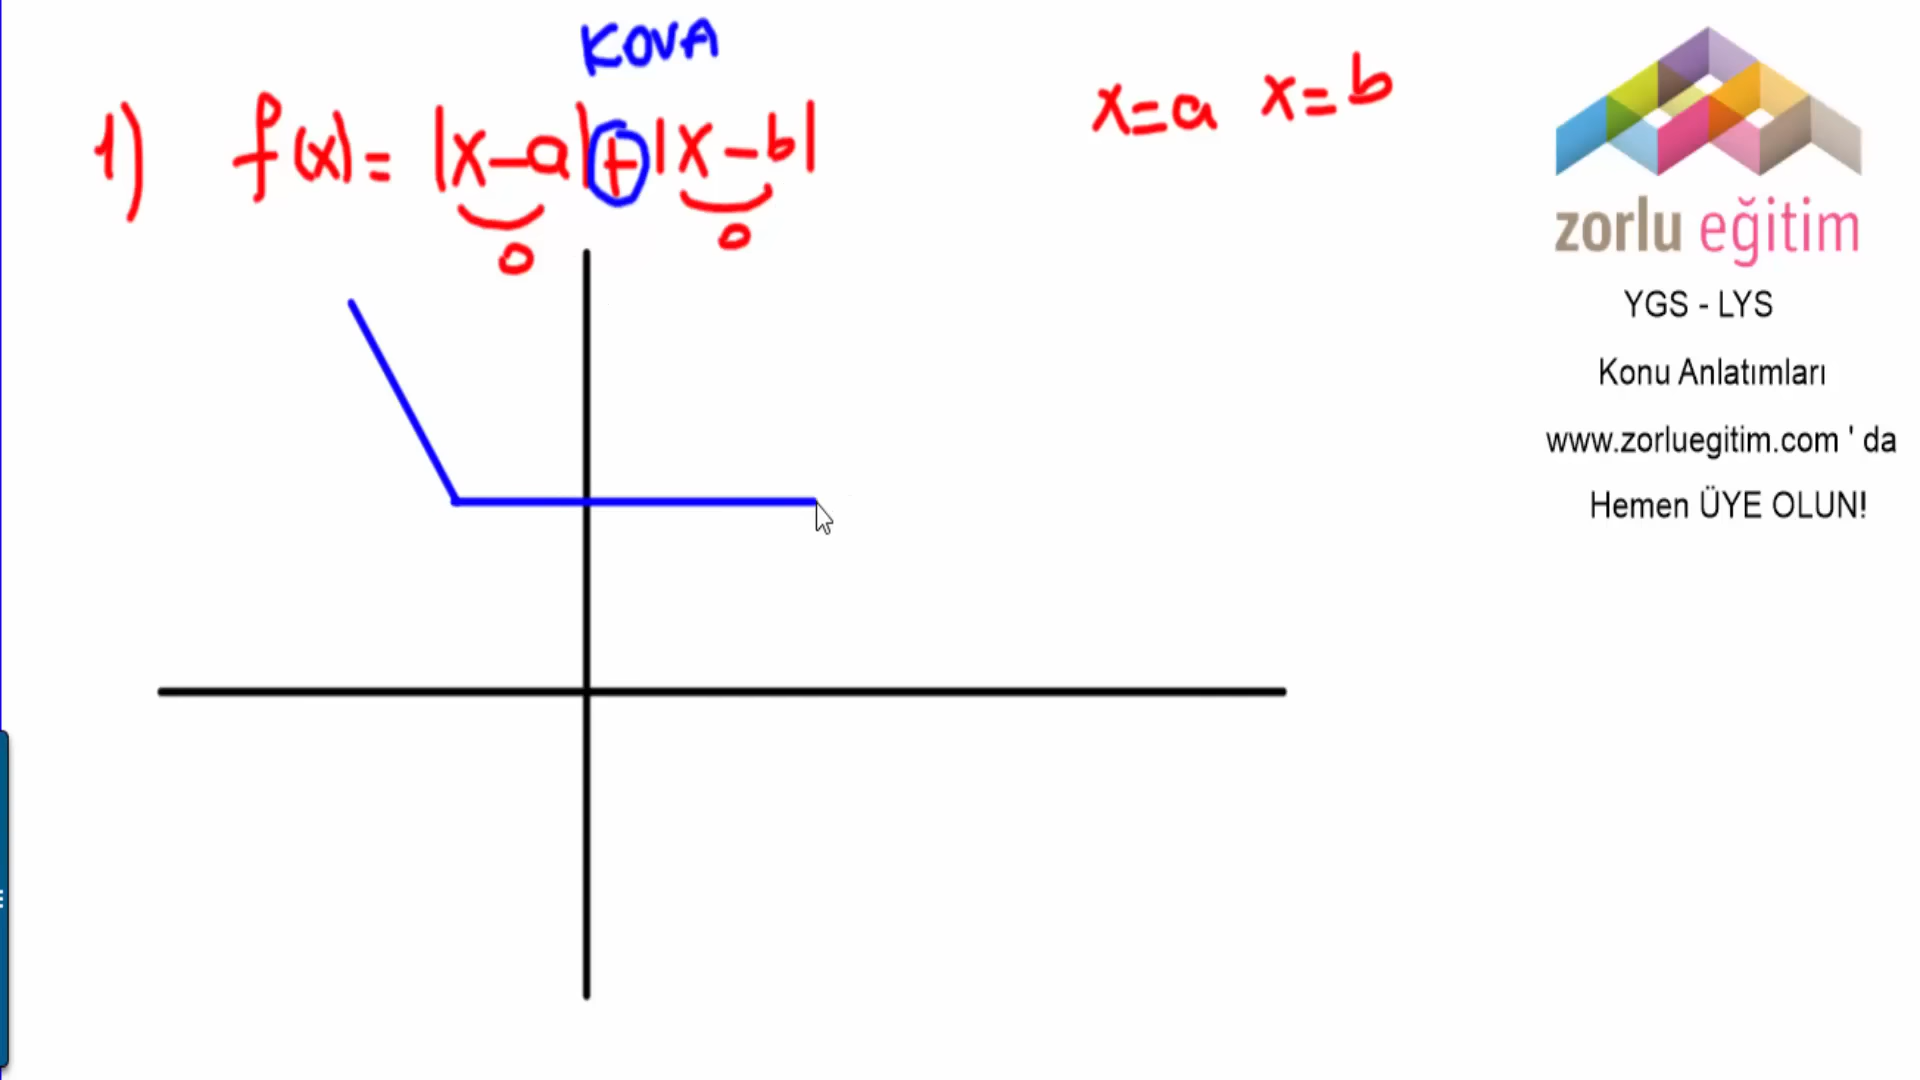 KOVA
1) f(x) = |x-a| + |x-b|
0 0
x=a x=b
zorlu eğitim
YGS - LYS
Konu Anlatımları
www.zorluegitim.com ' da
Hemen ÜYE OLUN!